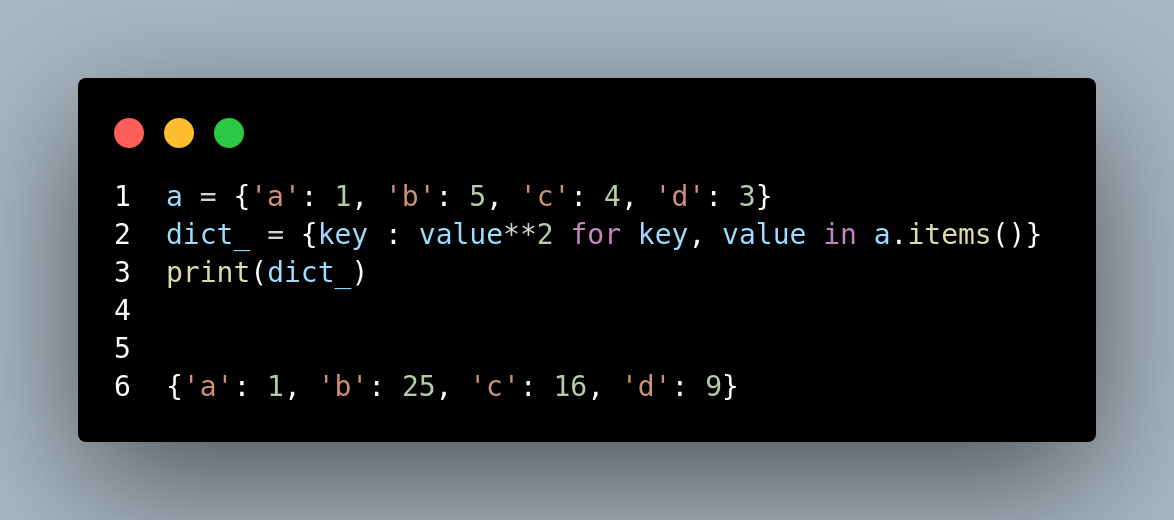 1 a = {'a': 1, 'b': 5, 'c': 4, 'd': 3}
2 dict_ = {key : value**2 for key, value in a.items()}
3 print(dict_)
4
5
6 {'a': 1, 'b': 25, 'c': 16, 'd': 9}